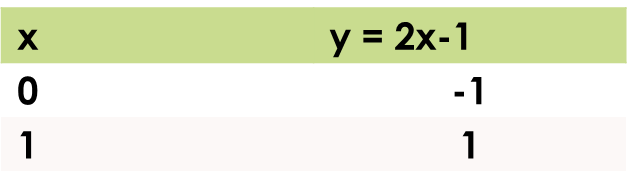 x y = 2x-1
0 -1
1 1